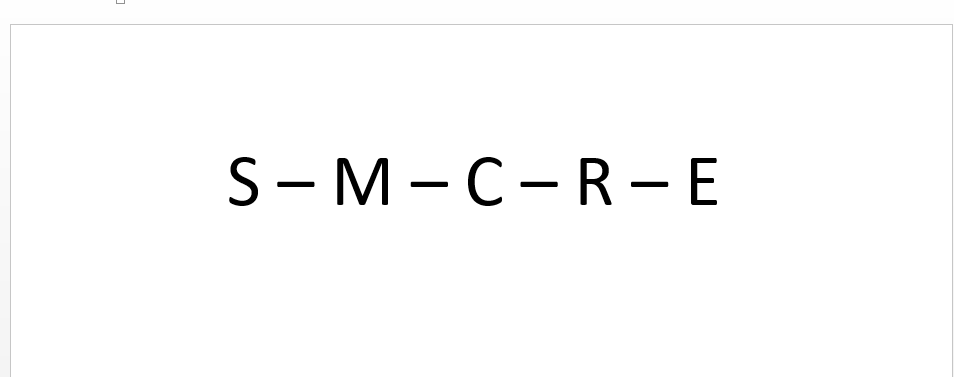 S – M – C – R – E